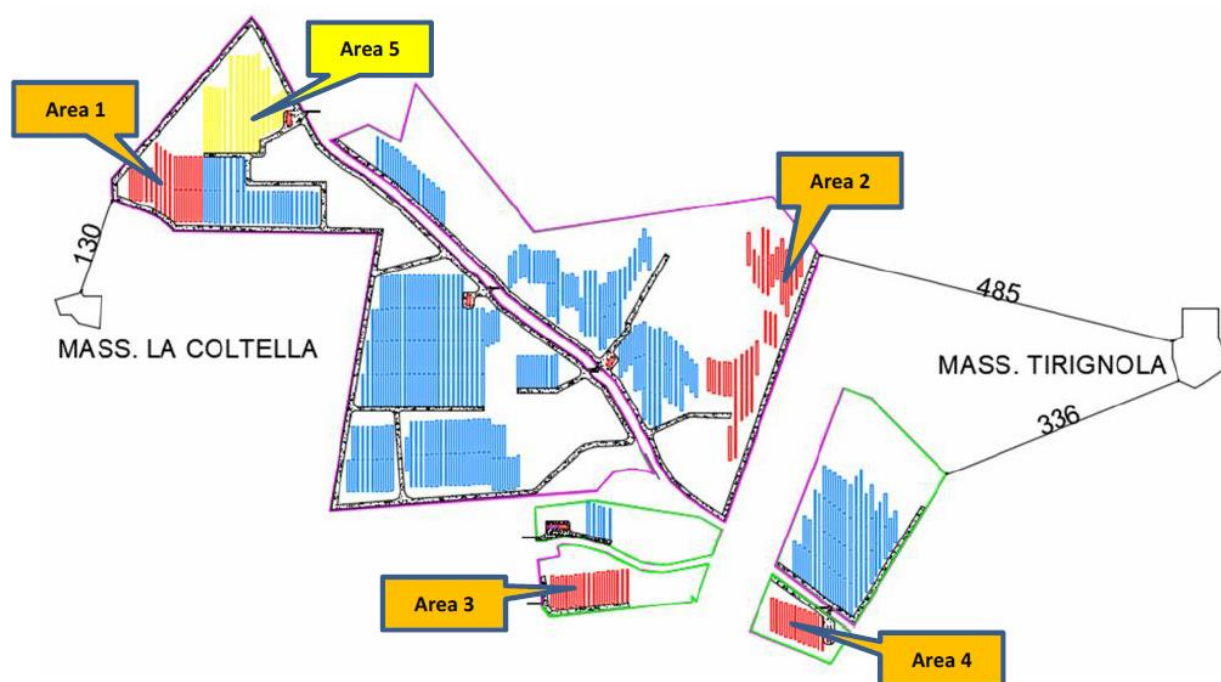 Area 5
Area 1
Area 2
130
485
MASS. LA COLTELLA
MASS. TIRIGNOLA
336
Area 3
Area 4